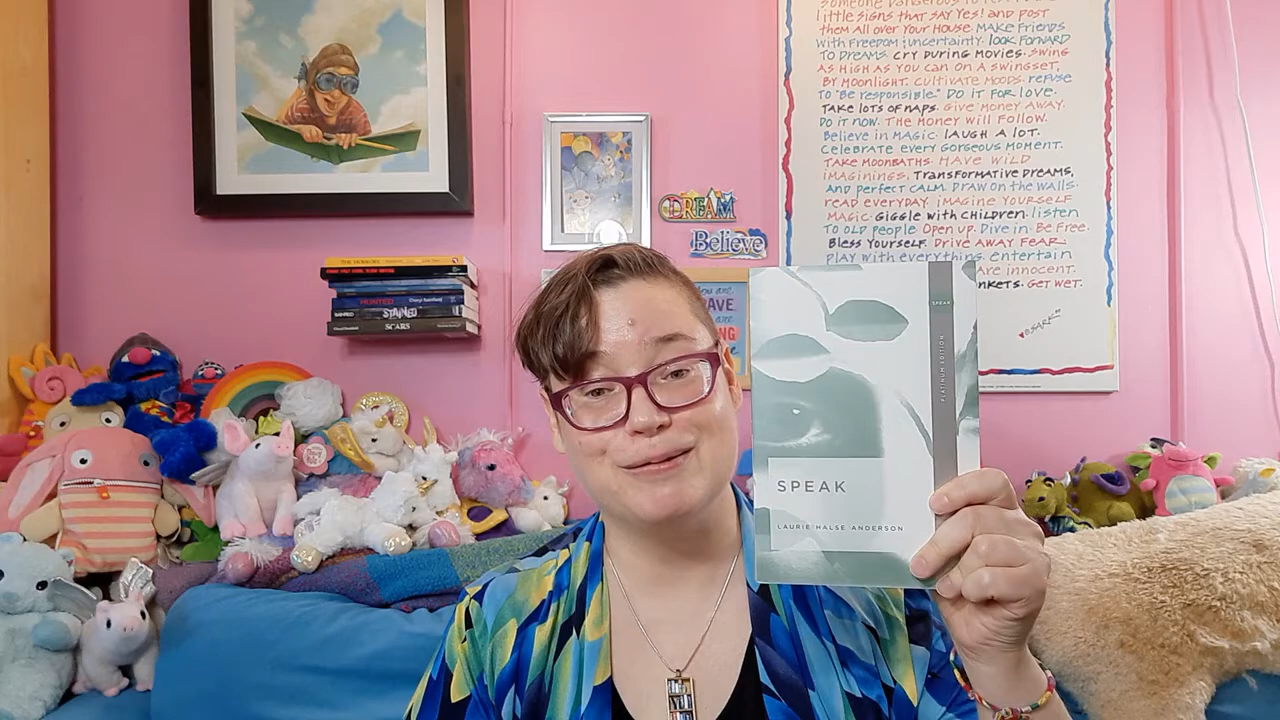 SOMEONE DANGEROUS TO
little SIGNS THAT SAY YES! AND POST
THEM ALL OVER YOUR HOUSE. MAKE FRIENDS
WITH FREEDOM & UNCERTAINTY. LOOK FORWARD
TO DREAMS. CRY DURING MOVIES. SWING
AS HIGH AS YOU CAN ON A SWINGSET,
BY MOONLIGHT. CULTIVATE MOODS. REFUSE
TO "BE RESPONSIBLE." DO IT FOR LOVE.
TAKE LOTS OF NAPS. GIVE MONEY AWAY.
DO IT NOW. THE MONEY WILL FOLLOW.
BELIEVE IN MAGIC. LAUGH A LOT.
CELEBRATE EVERY GORGEOUS MOMENT.
TAKE MOONBATHS. HAVE WILD
IMAGININGS, TRANSFORMATIVE DREAMS,
AND PERFECT CALM. DRAW ON THE WALLS.
READ EVERYDAY. IMAGINE YOURSELF
MAGIC. GIGGLE WITH CHILDREN. LISTEN
TO OLD PEOPLE. OPEN UP. DIVE IN. BE FREE.
BLESS YOURSELF. DRIVE AWAY FEAR.
PLAY WITH EVERYTHING. ENTERTAIN
ARE INNOCENT.
GET WET.
SARK
DREAM
Believe
HUNTED Cheryl Rainfield
STAINED
SCARS
SPEAK
PLATINUM EDITION
SPEAK
LAURIE HALSE ANDERSON